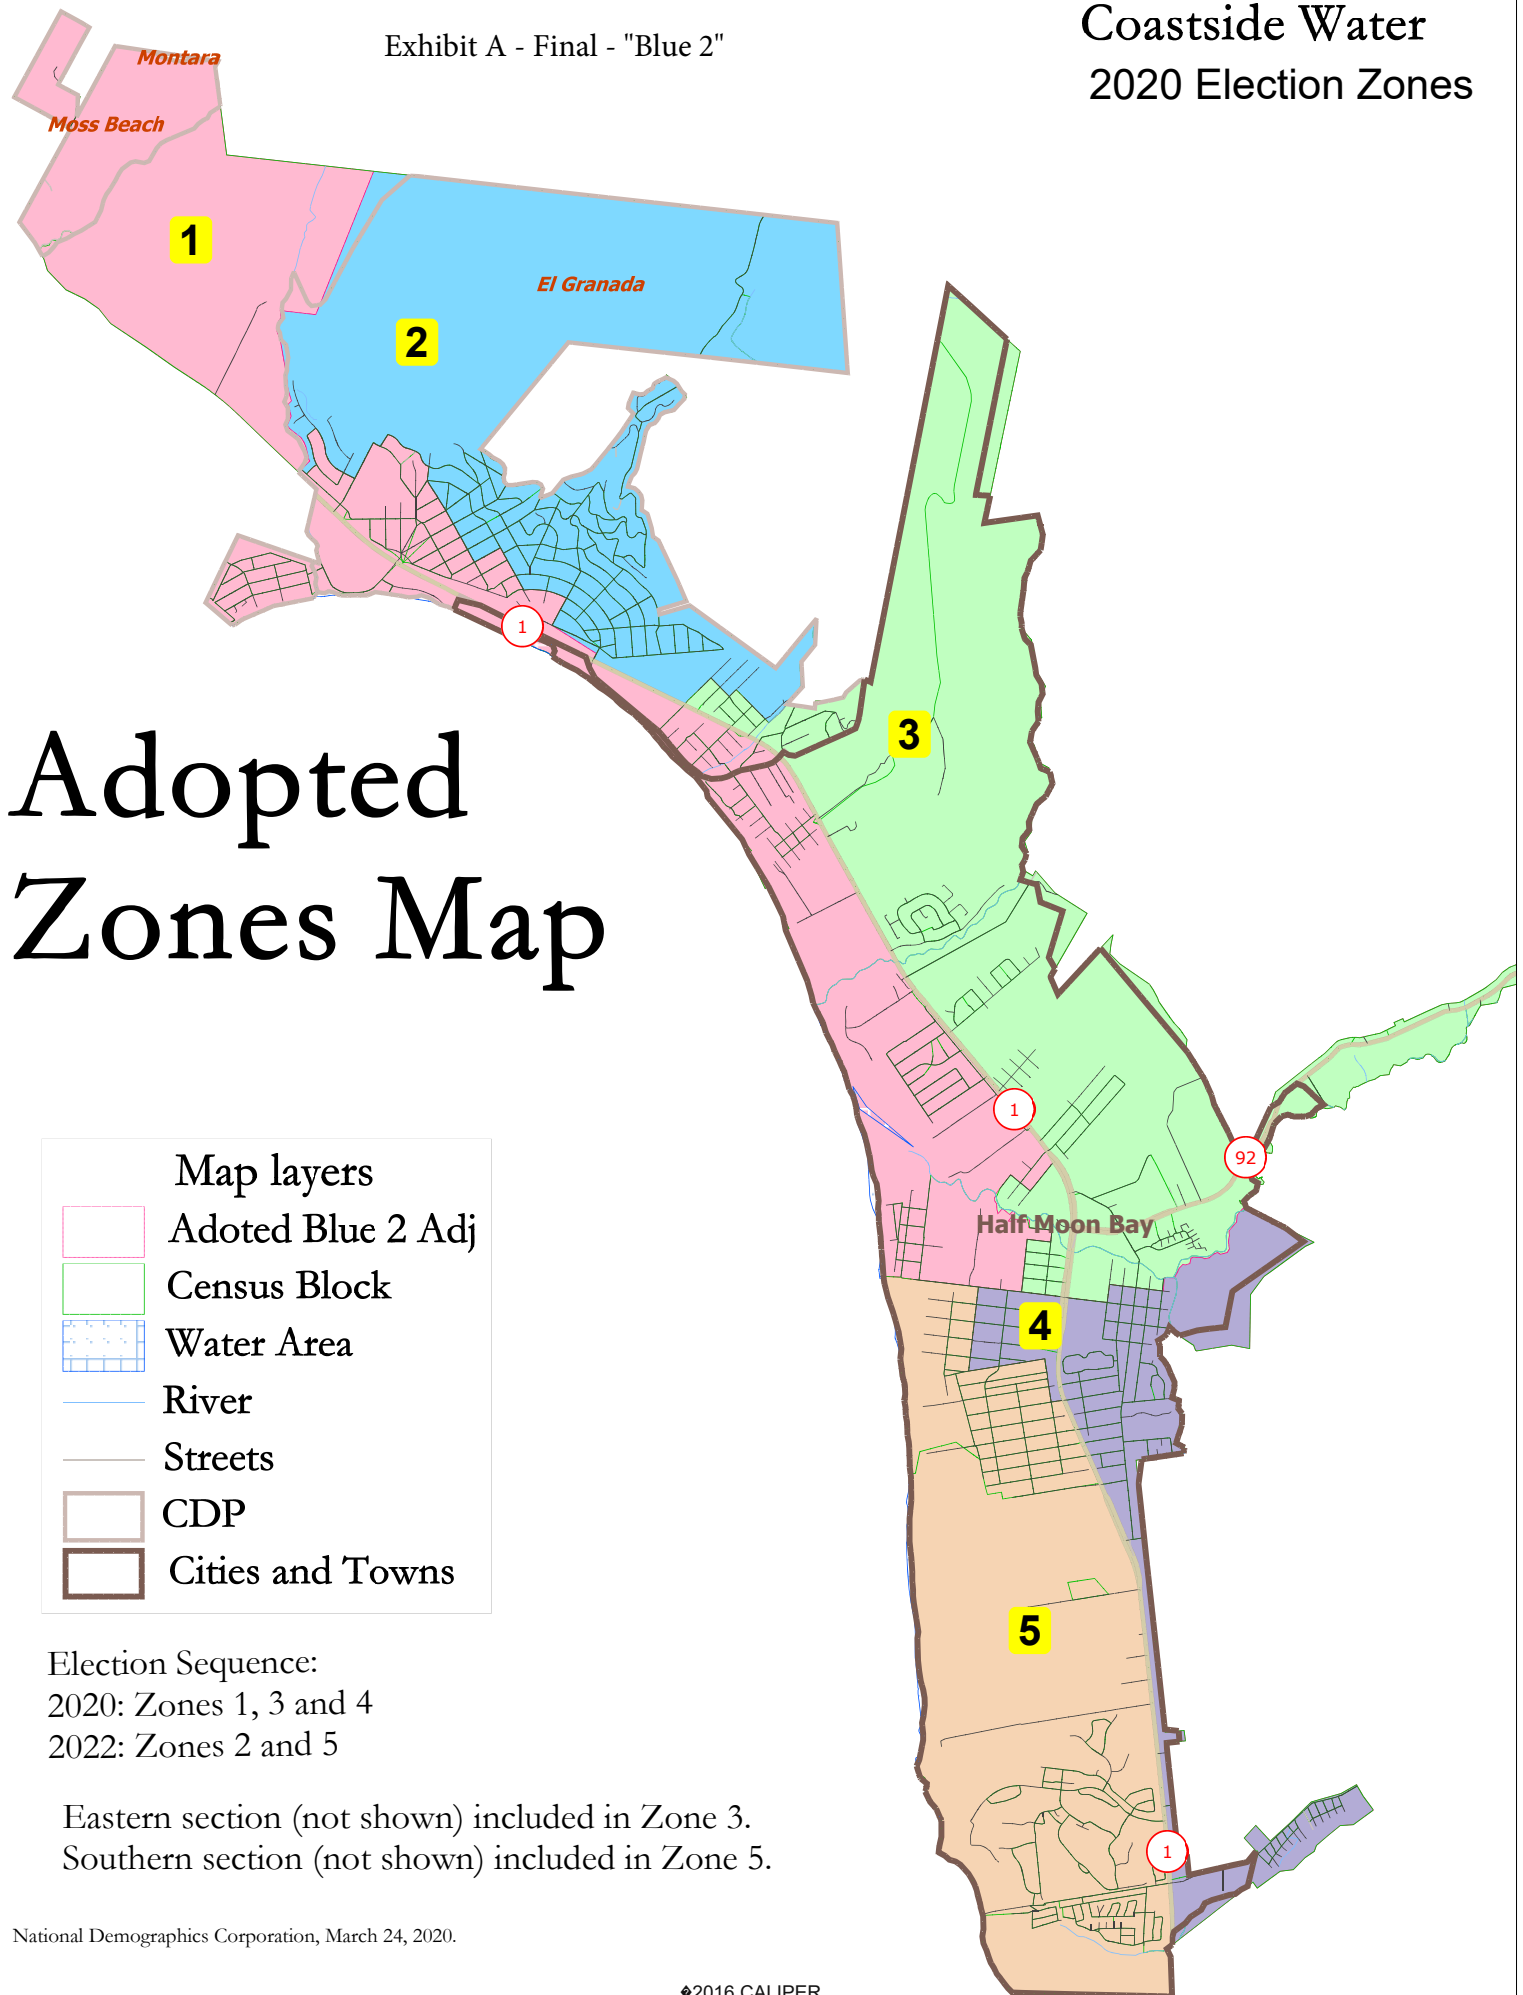 Exhibit A - Final - "Blue 2"
Coastside Water
2020 Election Zones
Montara
Moss Beach
1
El Granada
2
1
3
Adopted
Zones Map
1
92
Half Moon Bay
4
5
1
Map layers
Adoted Blue 2 Adj
Census Block
Water Area
River
Streets
CDP
Cities and Towns
Election Sequence:
2020: Zones 1, 3 and 4
2022: Zones 2 and 5
Eastern section (not shown) included in Zone 3.
Southern section (not shown) included in Zone 5.
National Demographics Corporation, March 24, 2020.
�2016 CALIPER